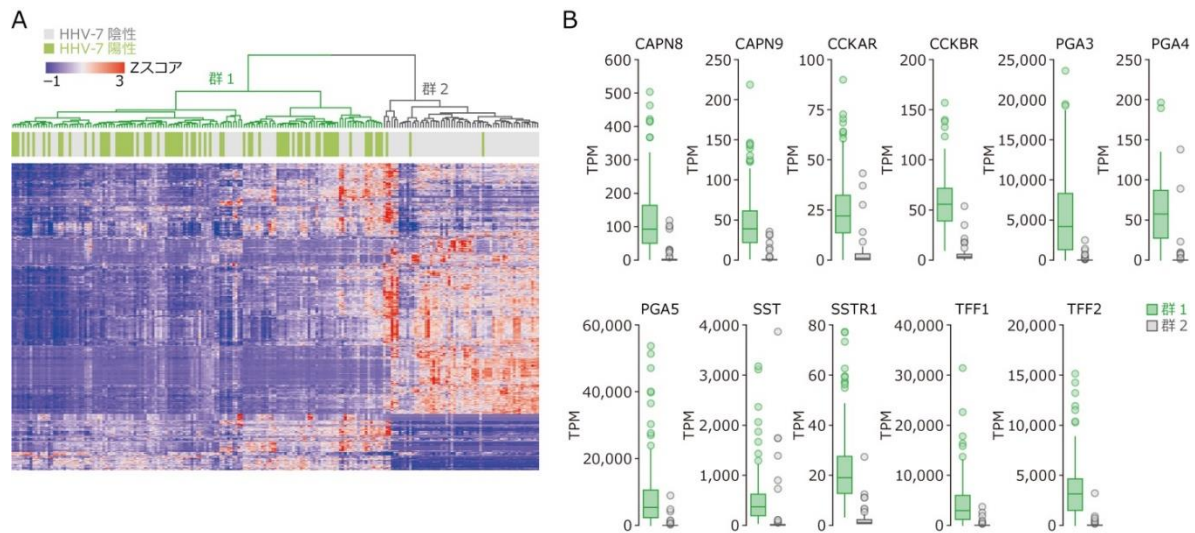 A
HHV-7 陰性
HHV-7 陽性
Zスコア
−1 3
群 1
群 2
B
CAPN8
CAPN9
CCKAR
CCKBR
PGA3
PGA4
TPM
600
500
400
300
200
100
0
TPM
250
200
150
100
50
0
TPM
100
75
50
25
0
TPM
200
150
100
50
0
TPM
25,000
20,000
15,000
10,000
5,000
0
TPM
250
200
150
100
50
0
PGA5
SST
SSTR1
TFF1
TFF2
TPM
60,000
40,000
20,000
0
TPM
4,000
3,000
2,000
1,000
0
TPM
80
60
40
20
0
TPM
40,000
30,000
20,000
10,000
0
TPM
20,000
15,000
10,000
5,000
0
群 1
群 2